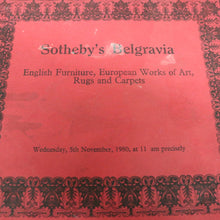 Sotheby's Belgravia
English Furniture, European Works of Art,
Rugs and Carpets
Wednesday, 5th November, 1980, at 11 am precisely